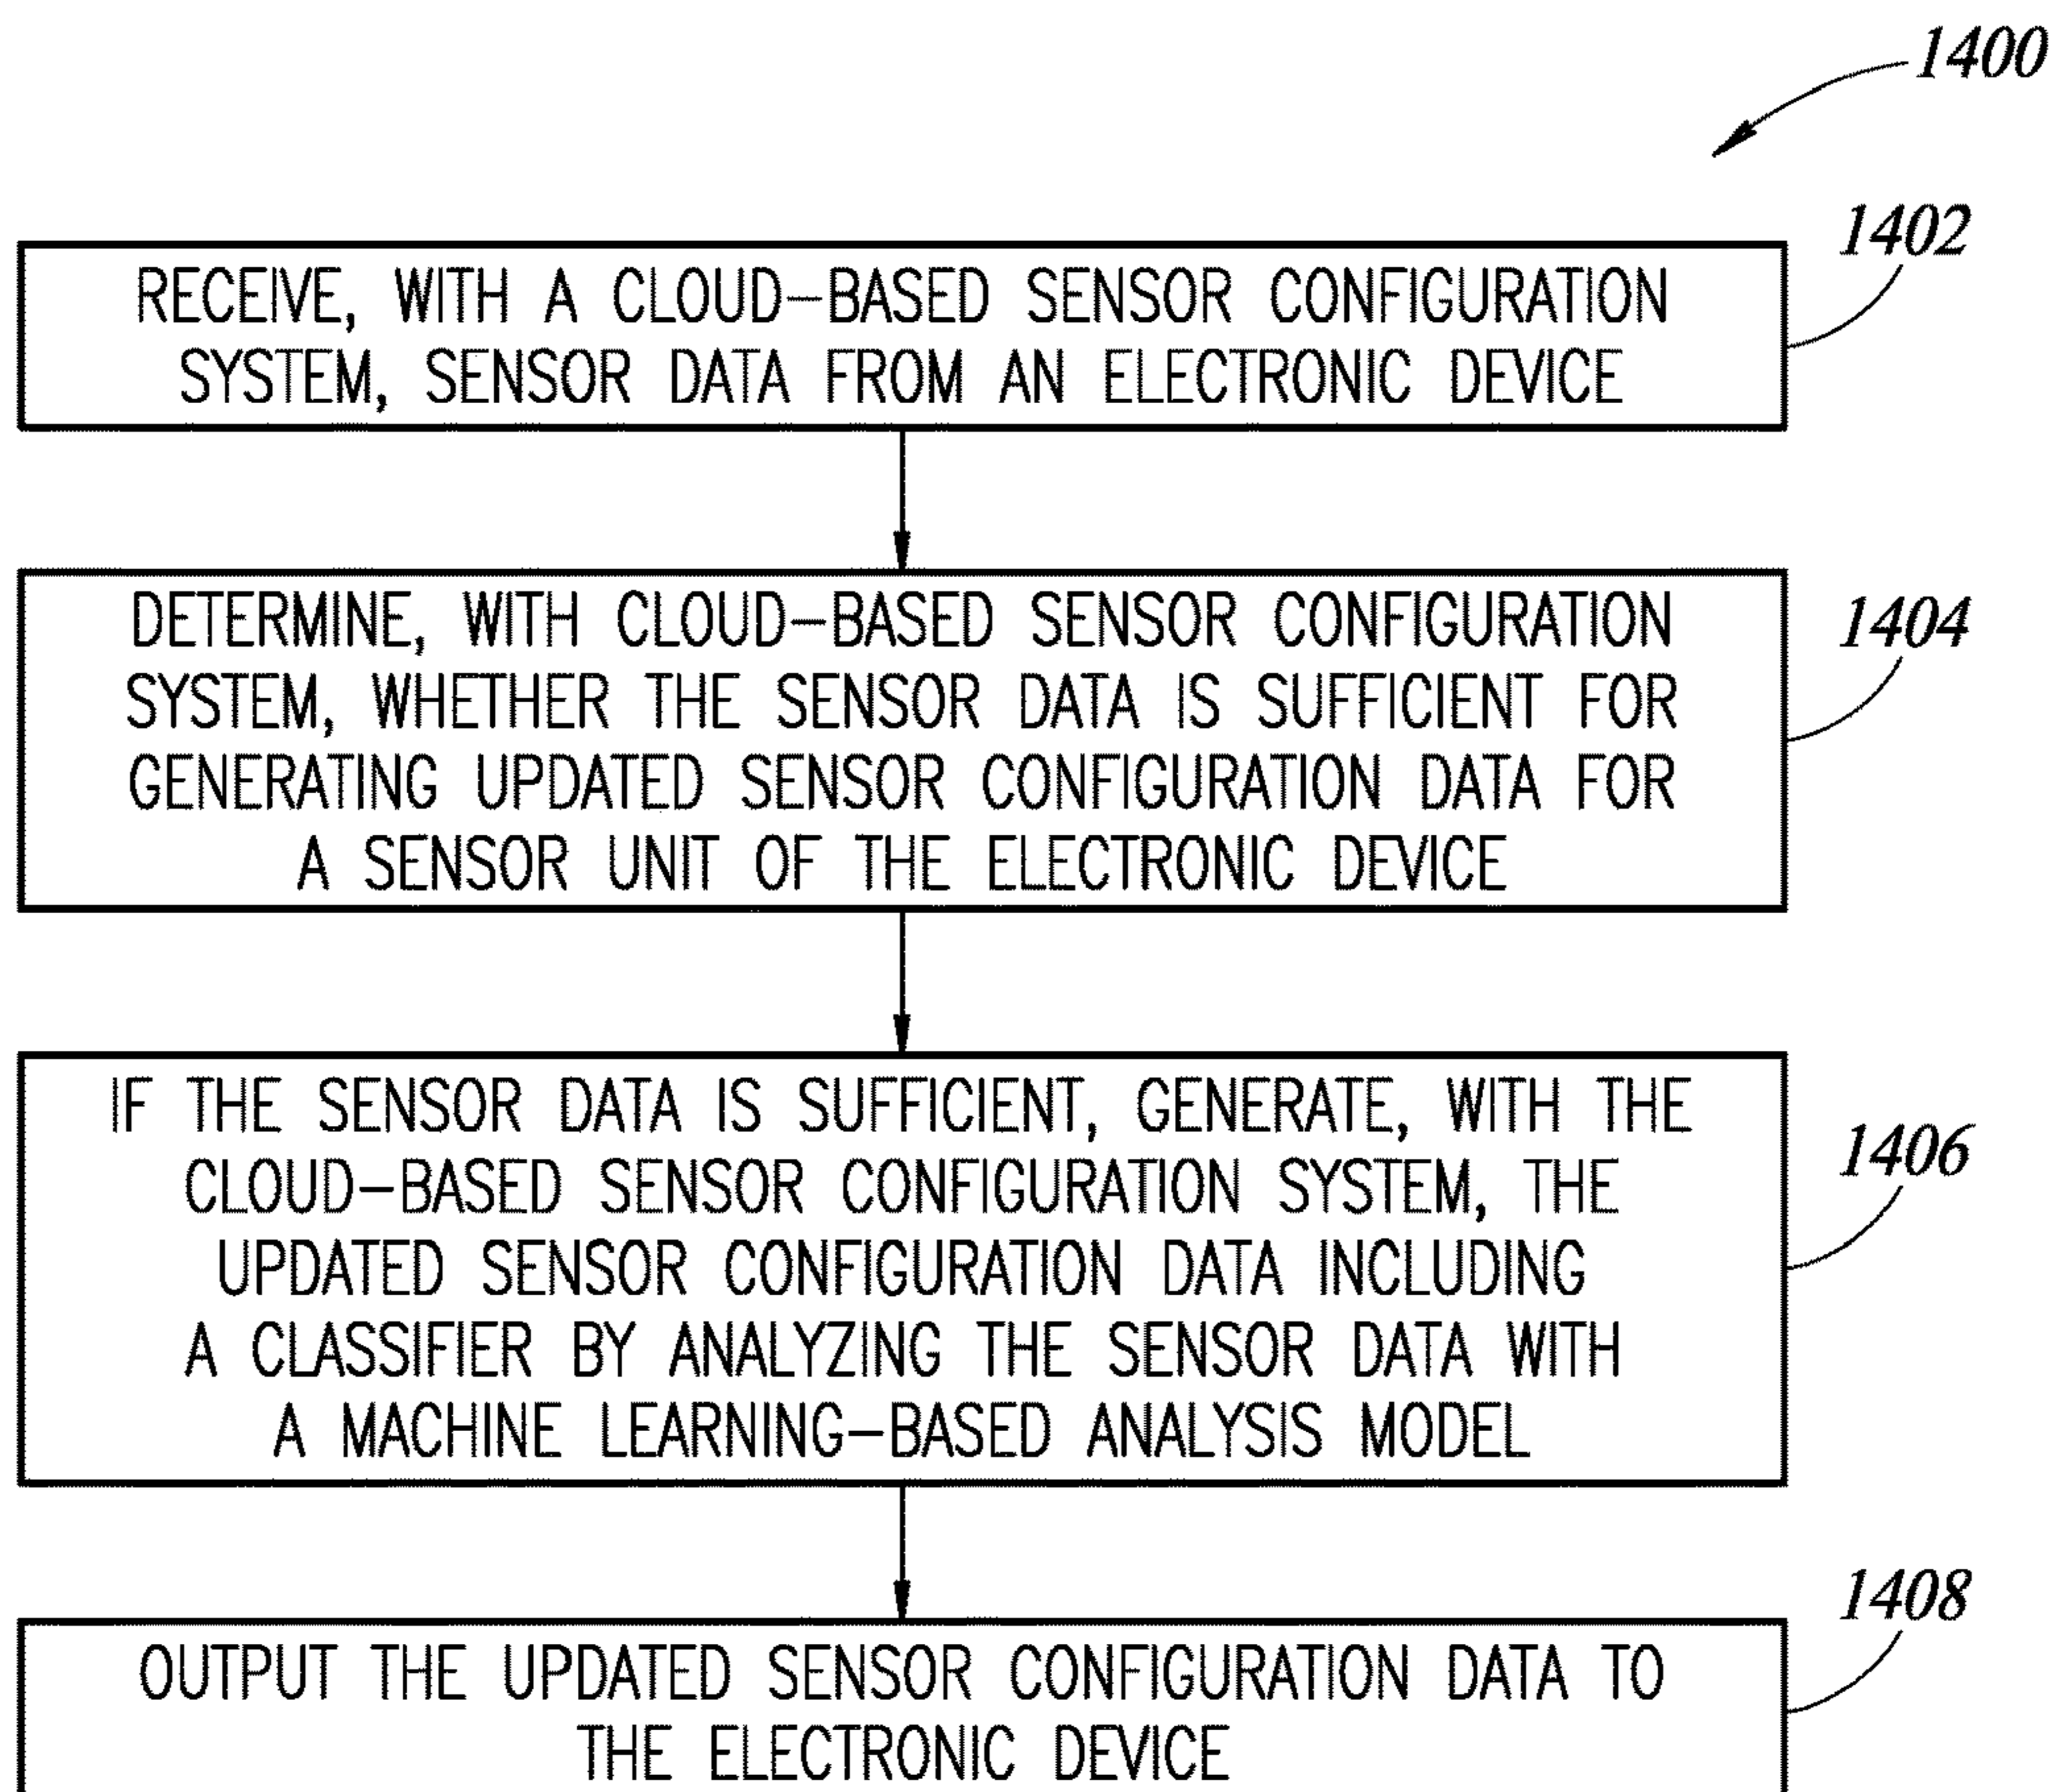 1400
1402
RECEIVE, WITH A CLOUD-BASED SENSOR CONFIGURATION
SYSTEM, SENSOR DATA FROM AN ELECTRONIC DEVICE
1404
DETERMINE, WITH CLOUD-BASED SENSOR CONFIGURATION
SYSTEM, WHETHER THE SENSOR DATA IS SUFFICIENT FOR
GENERATING UPDATED SENSOR CONFIGURATION DATA FOR
A SENSOR UNIT OF THE ELECTRONIC DEVICE
1406
IF THE SENSOR DATA IS SUFFICIENT, GENERATE, WITH THE
CLOUD-BASED SENSOR CONFIGURATION SYSTEM, THE
UPDATED SENSOR CONFIGURATION DATA INCLUDING
A CLASSIFIER BY ANALYZING THE SENSOR DATA WITH
A MACHINE LEARNING-BASED ANALYSIS MODEL
1408
OUTPUT THE UPDATED SENSOR CONFIGURATION DATA TO
THE ELECTRONIC DEVICE